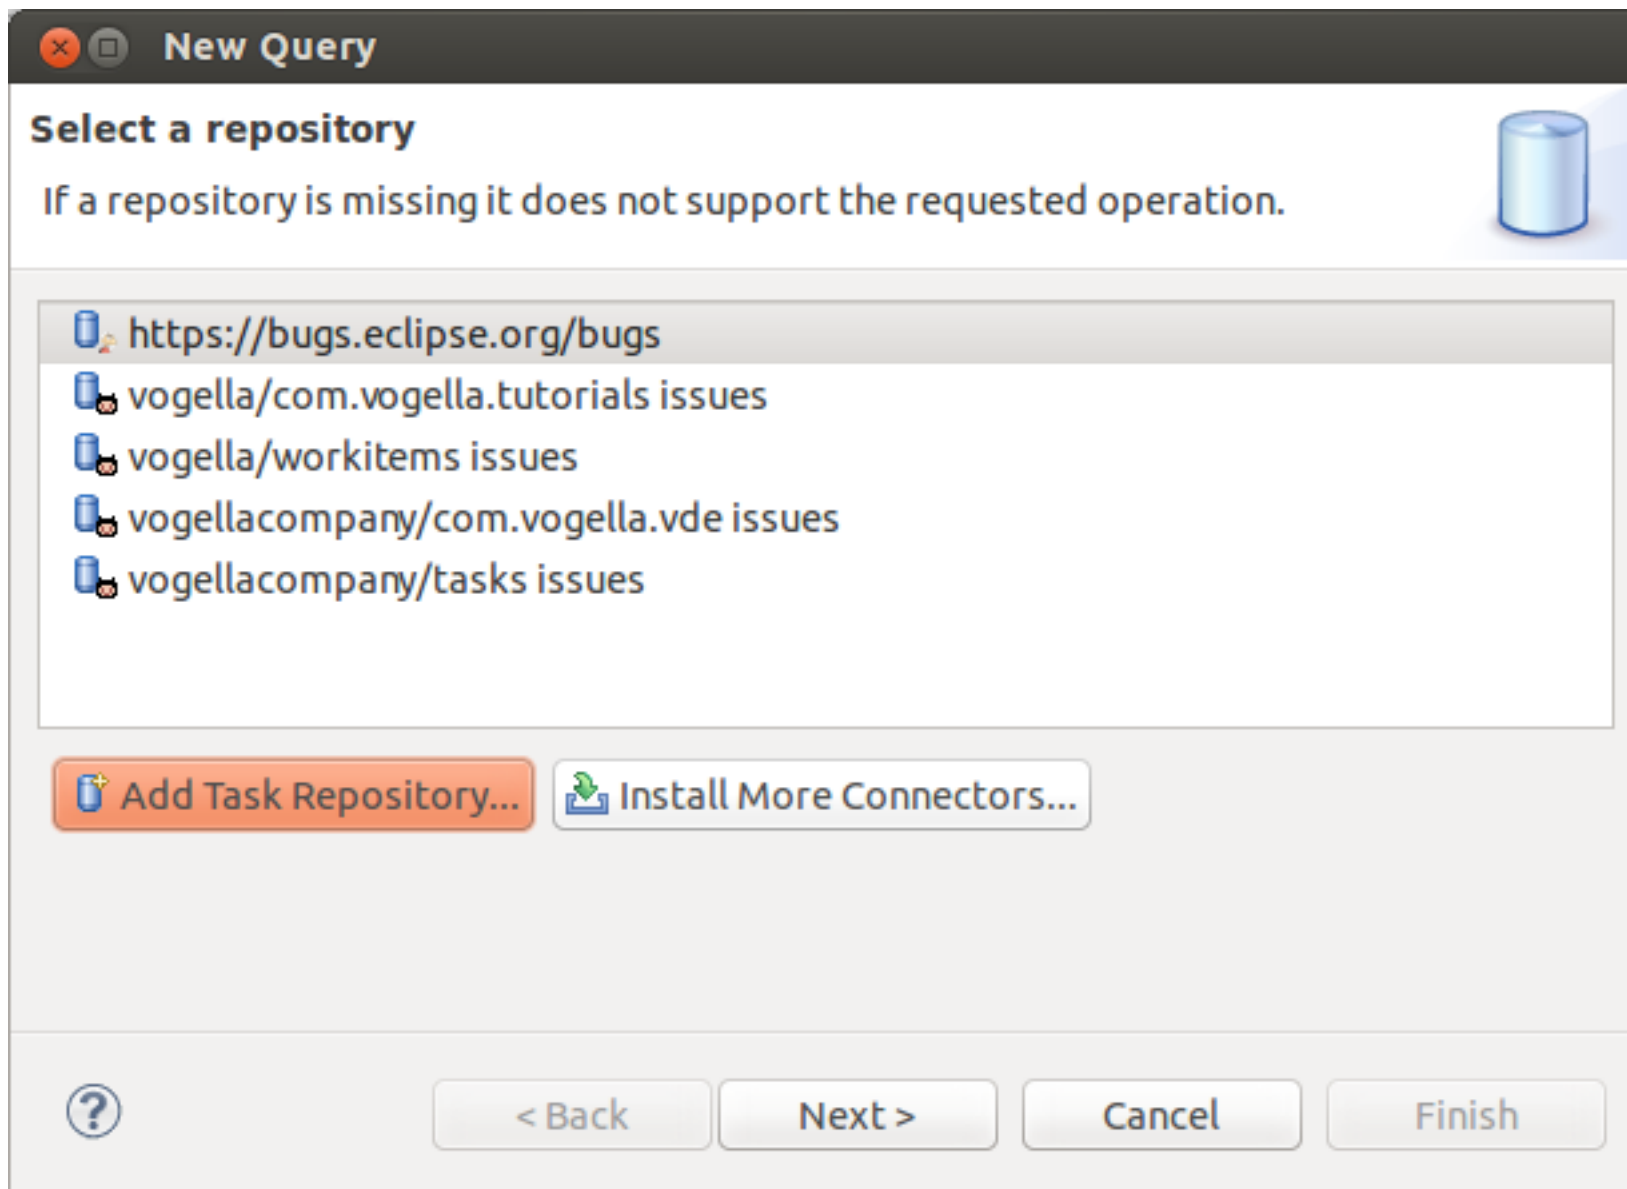 New Query
Select a repository
If a repository is missing it does not support the requested operation.
https://bugs.eclipse.org/bugs
vogella/com.vogella.tutorials issues
vogella/workitems issues
vogellacompany/com.vogella.vde issues
vogellacompany/tasks issues
Add Task Repository... Install More Connectors...
? < Back Next > Cancel Finish